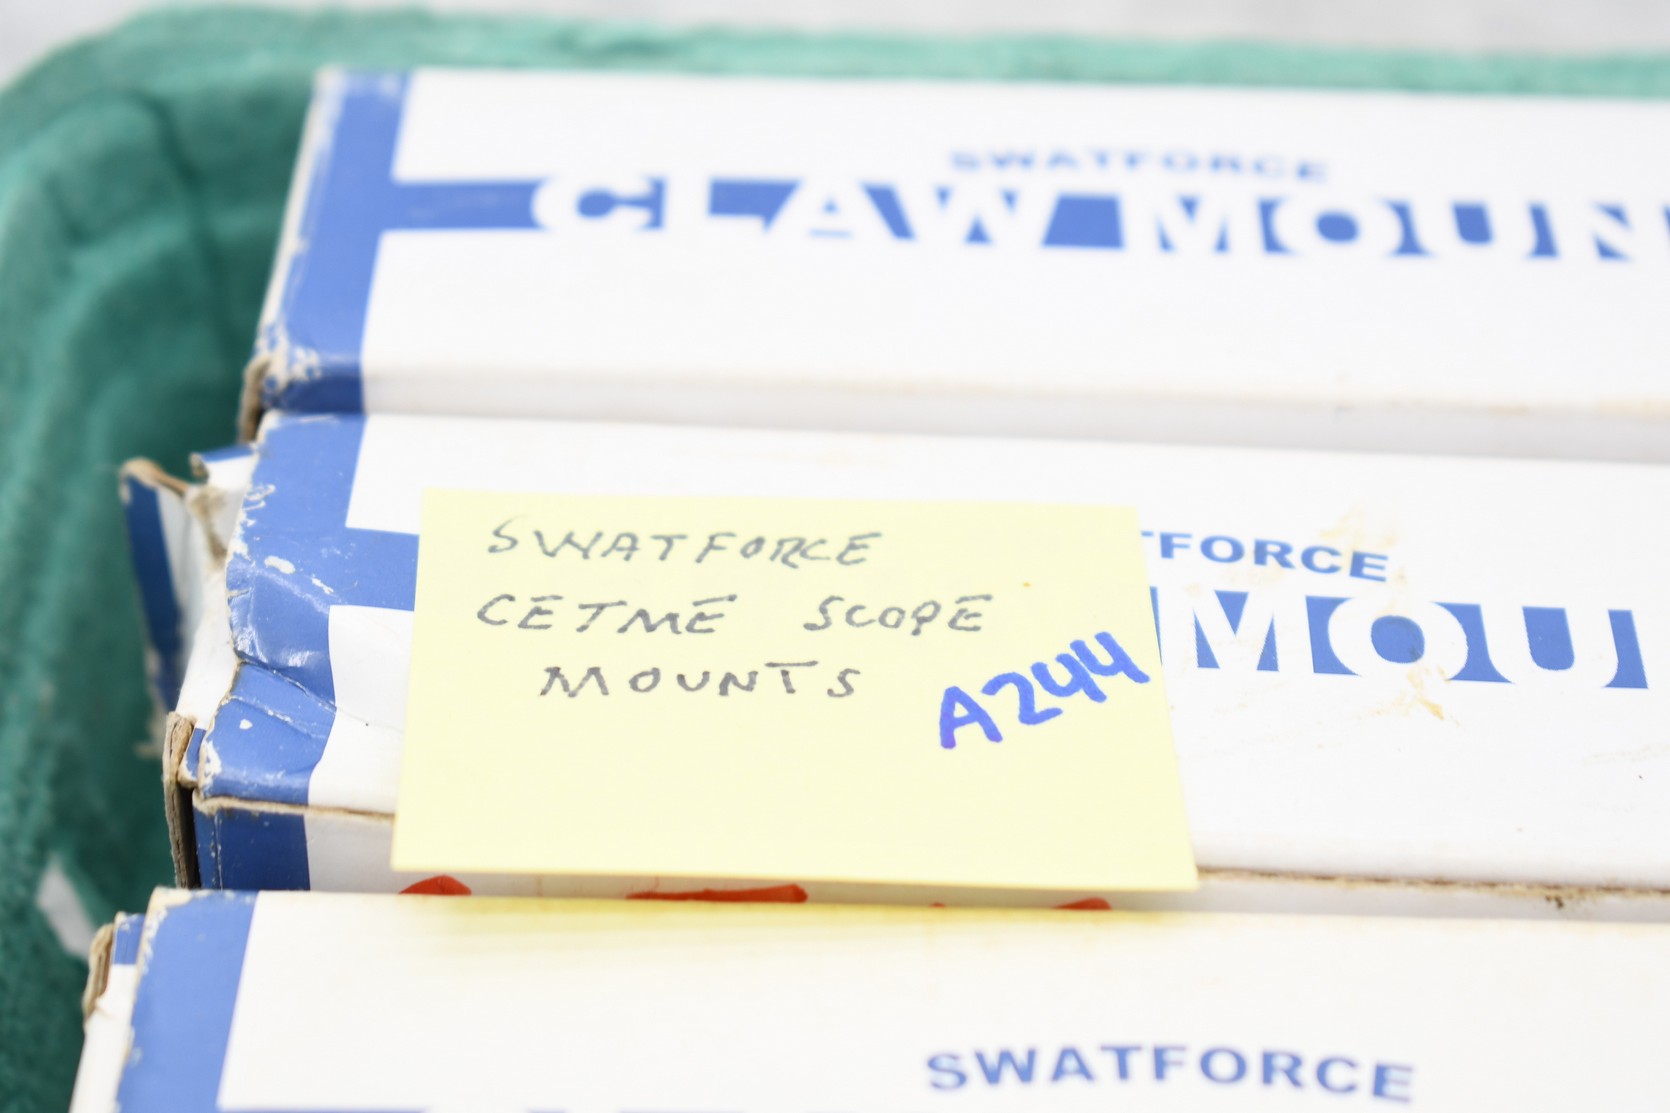 SWATFORCE
CLAW MOUN
SWATFORCE
CETME SCOPE
MOUNTS
A244
TFORCE
MOU
SWATFORCE